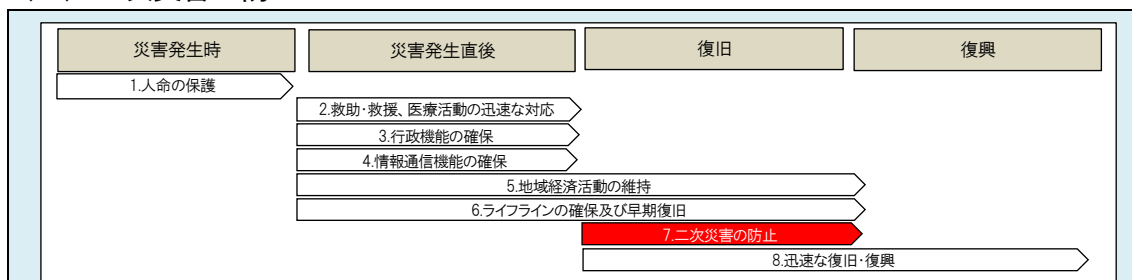 災害発生時
災害発生直後
復旧
復興
1.人命の保護
2.救助･救援、医療活動の迅速な対応
3.行政機能の確保
4.情報通信機能の確保
5.地域経済活動の維持
6.ライフラインの確保及び早期復旧
7.二次災害の防止
8.迅速な復旧･復興